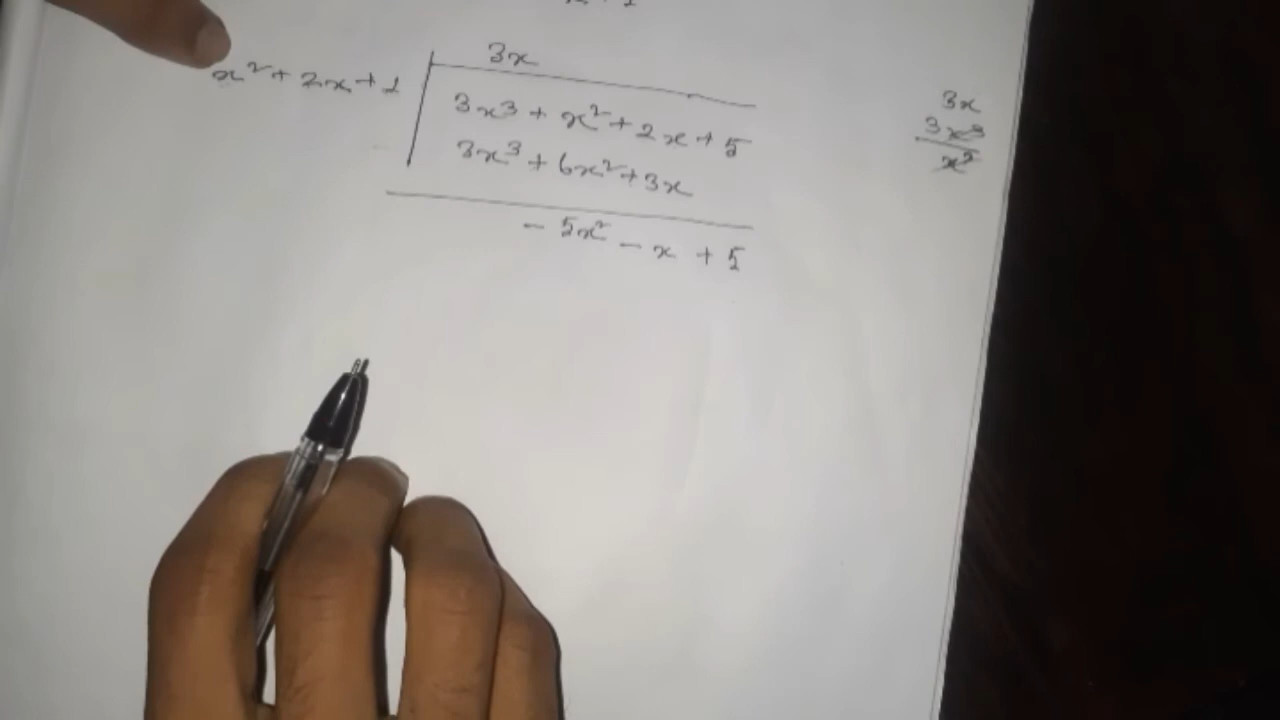 3x
x² + 2x + 1 | 3x³ + x² + 2x + 5
3x³ + 6x² + 3x
- 5x² - x + 5
3x
3x³
x²